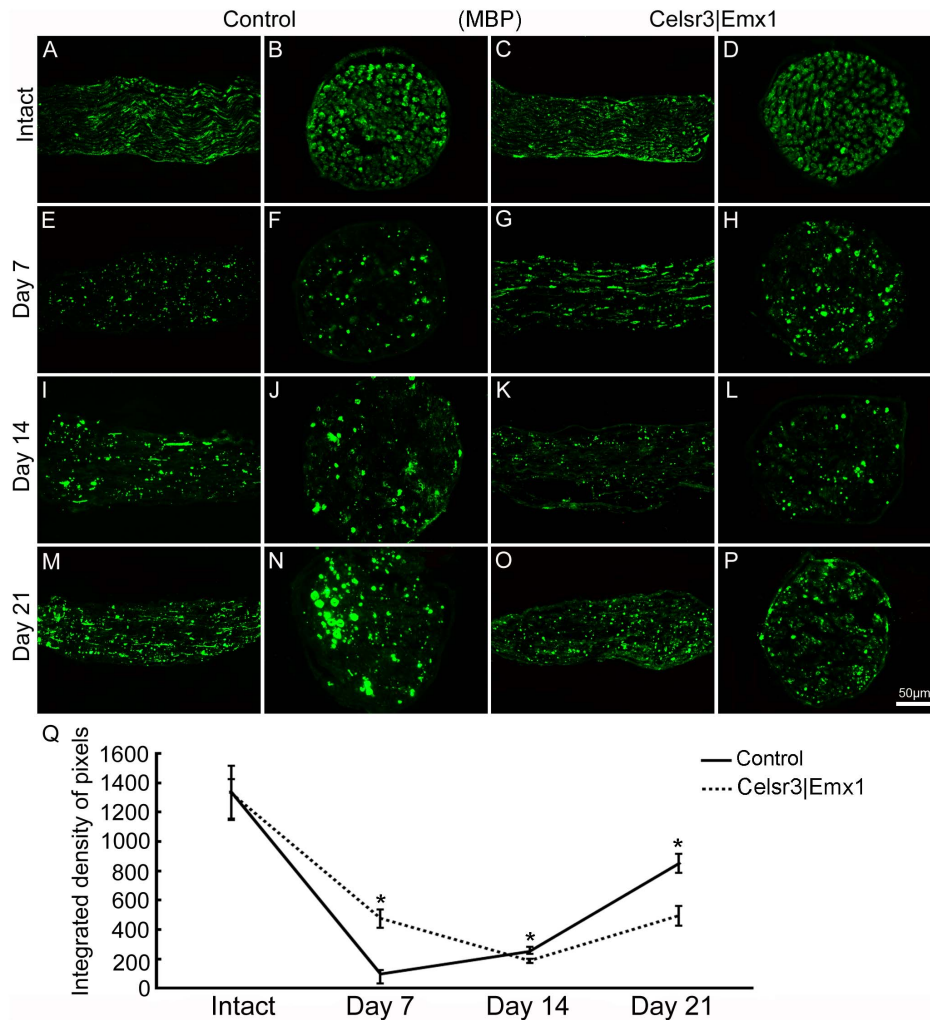 Control (MBP) Celsr3|Emx1
A B C D
Intact
E F G H
Day 7
I J K L
Day 14
M N O P
Day 21
50µm
Q
Integrated density of pixels
1600
1400
1200
1000
800
600
400
200
0
* * *
Control
Celsr3|Emx1
Intact Day 7 Day 14 Day 21